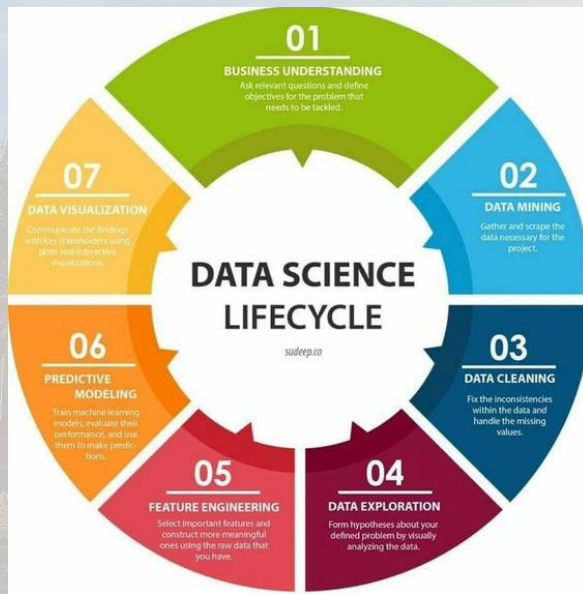 01
BUSINESS UNDERSTANDING
Ask relevant questions and define
objectives for the problem that
needs to be tackled.
02
DATA MINING
Gather and scrape the
data necessary for the
project.
03
DATA CLEANING
Fix the inconsistencies
within the data and
handle the missing
values.
04
DATA EXPLORATION
Form hypotheses about your
defined problem by visually
analyzing the data.
05
FEATURE ENGINEERING
Select important features and
construct more meaningful
ones using the raw data that
you have.
06
PREDICTIVE
MODELING
Train machine learning
models, evaluate their
performance, and use
them to make predic-
tions.
07
DATA VISUALIZATION
Communicate the findings
with key stakeholders using
plots and interactive
visualizations.
DATA SCIENCE
LIFECYCLE
sudeep.co